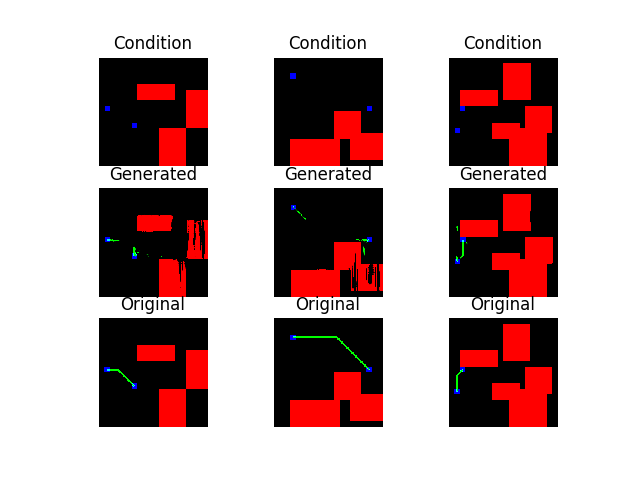 Condition Condition Condition
Generated Generated Generated
Original Original Original